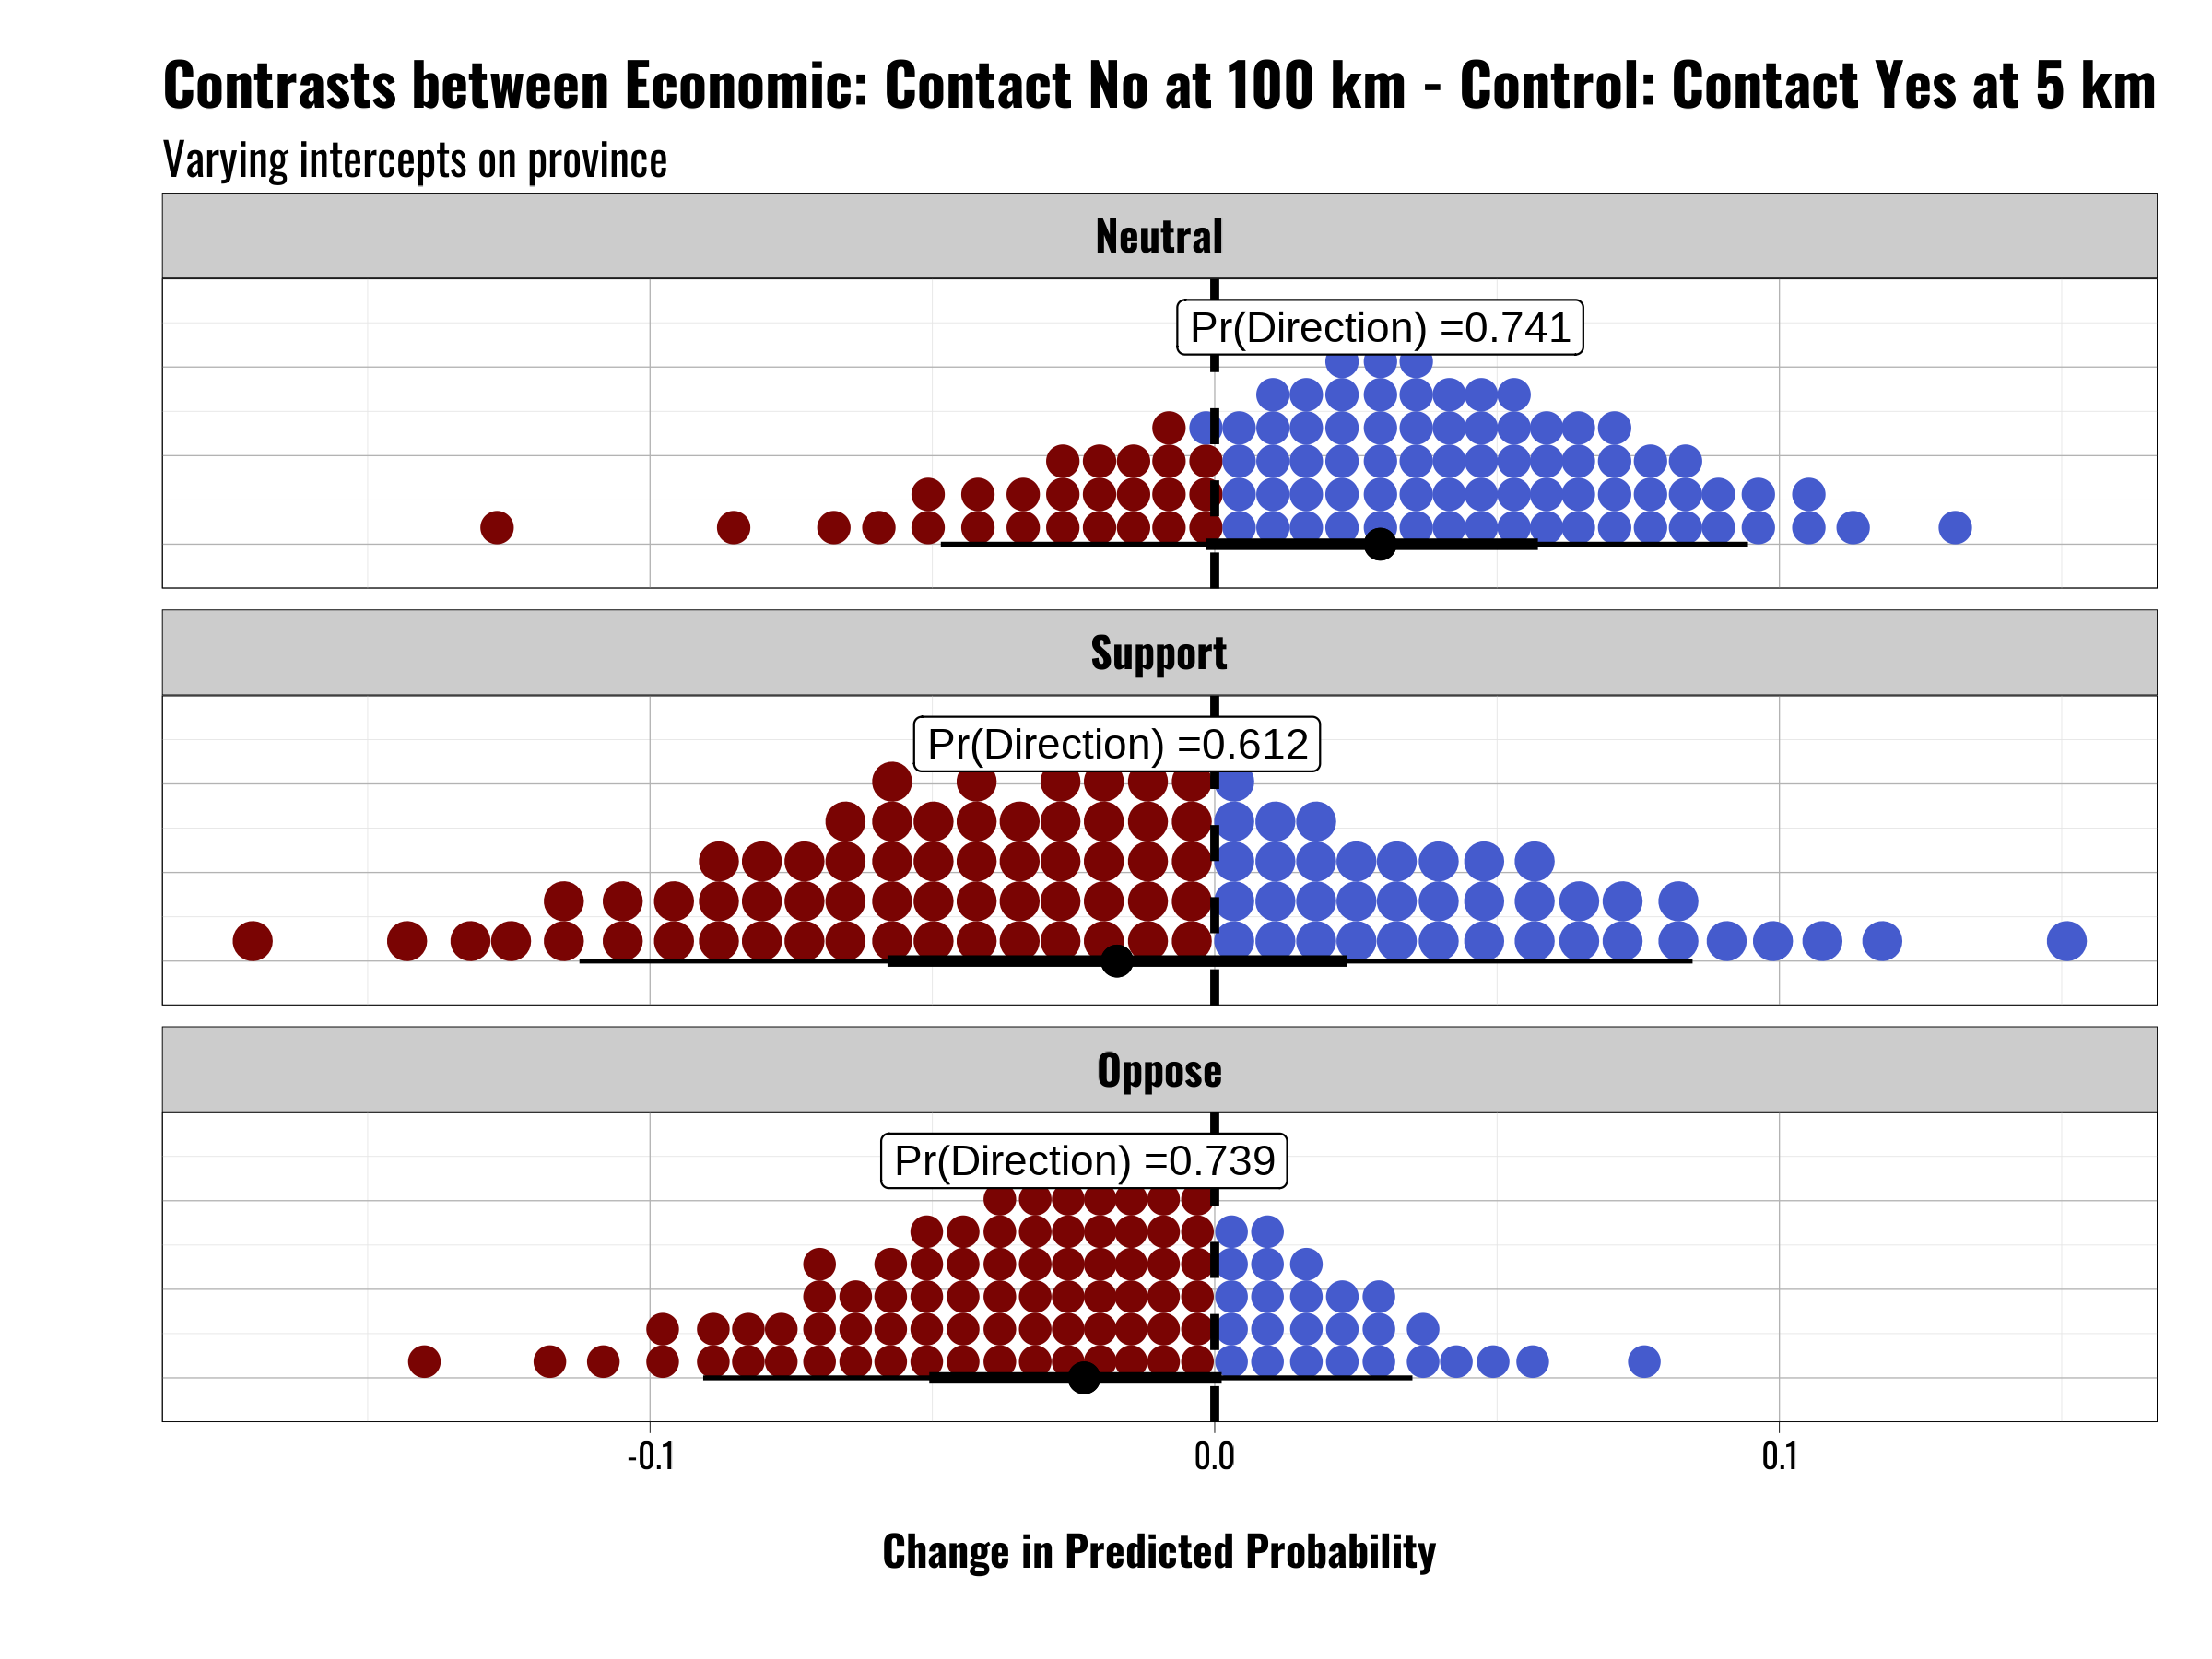 Contrasts between Economic: Contact No at 100 km - Control: Contact Yes at 5 km
Varying intercepts on province
Neutral
Pr(Direction) =0.741
Support
Pr(Direction) =0.612
Oppose
Pr(Direction) =0.739
-0.1 0.0 0.1
Change in Predicted Probability